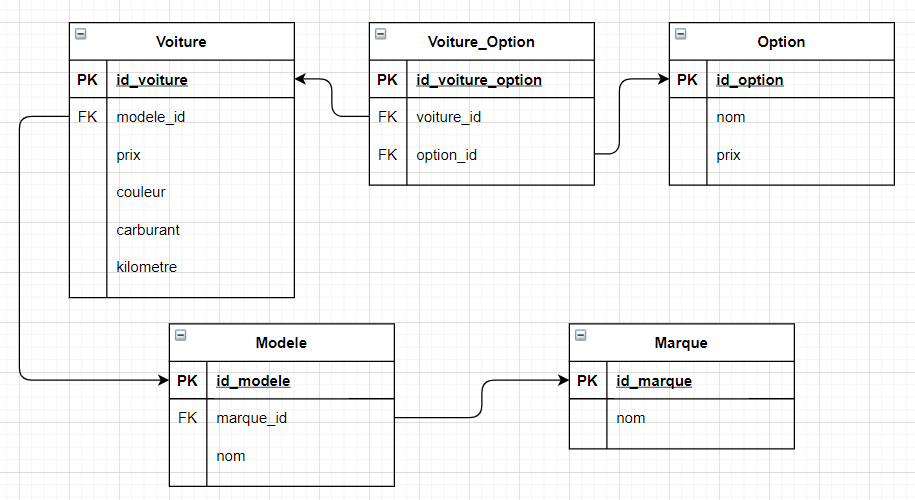 Voiture
PK id_voiture
FK modele_id
prix
couleur
carburant
kilometre
Voiture_Option
PK id_voiture_option
FK voiture_id
FK option_id
Option
PK id_option
nom
prix
Modele
PK id_modele
FK marque_id
nom
Marque
PK id_marque
nom